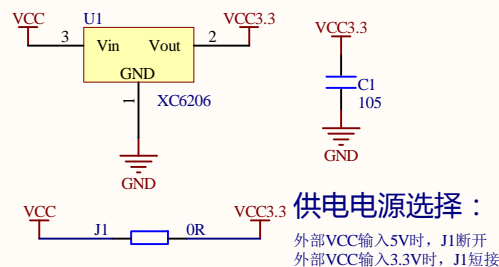 VCC
U1
VCC3.3
3
Vin
Vout
2
GND
1
XC6206
GND
VCC3.3
C1
105
GND
VCC
J1
0R
VCC3.3
供电电源选择：
外部VCC输入5V时，J1断开
外部VCC输入3.3V时，J1短接